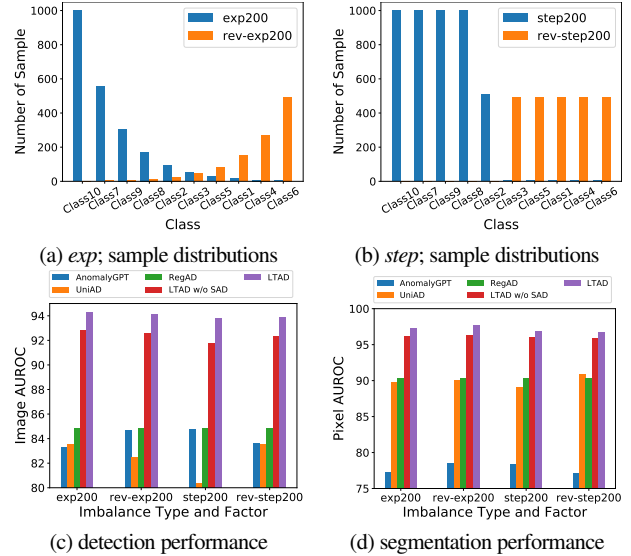 exp200
rev-exp200
Number of Sample
1000
800
600
400
200
0
Class10 Class7 Class9 Class8 Class2 Class3 Class5 Class1 Class4 Class6
Class
(a) exp; sample distributions
step200
rev-step200
Number of Sample
1000
800
600
400
200
0
Class10 Class7 Class9 Class8 Class2 Class3 Class5 Class1 Class4 Class6
Class
(b) step; sample distributions
AnomalyGPT RegAD LTAD
UniAD LTAD w/o SAD
Image AUROC
94
92
90
88
86
84
82
80
exp200 rev-exp200 step200 rev-step200
Imbalance Type and Factor
(c) detection performance
AnomalyGPT RegAD LTAD
UniAD LTAD w/o SAD
Pixel AUROC
100
95
90
85
80
75
exp200 rev-exp200 step200 rev-step200
Imbalance Type and Factor
(d) segmentation performance